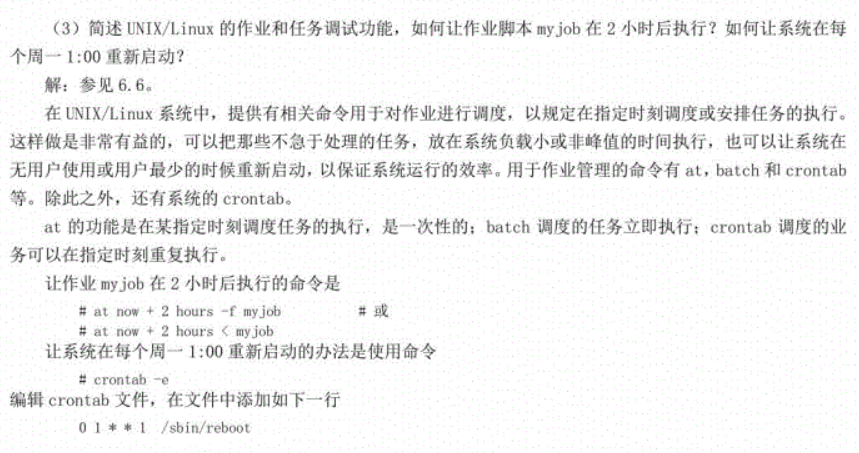 （3）简述 UNIX/Linux 的作业和任务调试功能，如何让作业脚本 myjob 在 2 小时后执行？如何让系统在每
个周一 1:00 重新启动？
解：参见 6.6。
在 UNIX/Linux 系统中，提供有相关命令用于对作业进行调度，以规定在指定时刻调度或安排任务的执行。
这样做是非常有益的，可以把那些不急于处理的任务，放在系统负载小或非峰值的时间执行，也可以让系统在
无用户使用或用户最少的时候重新启动，以保证系统运行的效率。用于作业管理的命令有 at，batch 和 crontab
等。除此之外，还有系统的 crontab。
at 的功能是在某指定时刻调度任务的执行，是一次性的；batch 调度的任务立即执行；crontab 调度的业
务可以在指定时刻重复执行。
让作业 myjob 在 2 小时后执行的命令是
# at now + 2 hours -f myjob # 或
# at now + 2 hours < myjob
让系统在每个周一 1:00 重新启动的办法是使用命令
# crontab -e
编辑 crontab 文件，在文件中添加如下一行
0 1 * * 1 /sbin/reboot